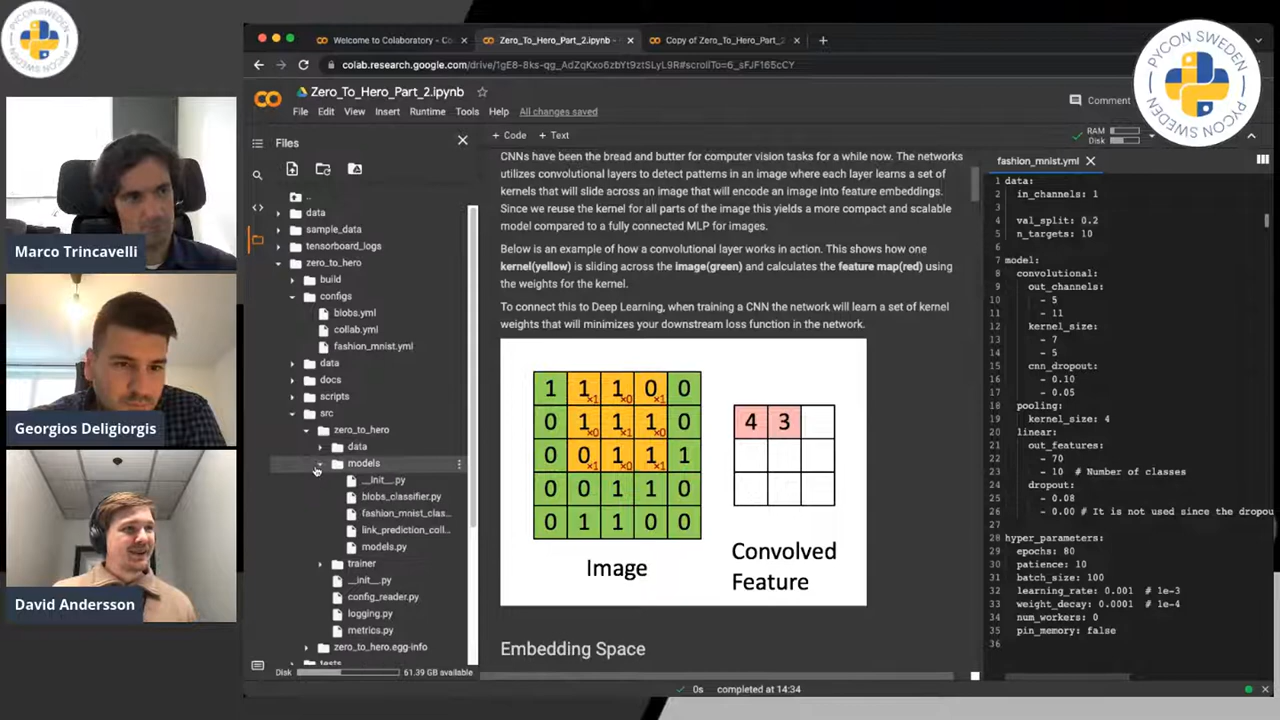 PYCON SWEDEN
Marco Trincavelli
Georgios Deligiorgis
David Andersson
Welcome to Colaboratory - Co
Zero_To_Hero_Part_2.ipynb -
Copy of Zero_To_Hero_Part_2
Zero_To_Hero_Part_2.ipynb
File Edit View Insert Runtime Tools Help All changes saved
Comment
RAM
Disk
PYCON SWEDEN
Files
+ Code + Text
..
data
sample_data
tensorboard_logs
zero_to_hero
build
configs
blobs.yml
collab.yml
fashion_mnist.yml
data
docs
scripts
src
zero_to_hero
data
models
__init__.py
blobs_classifier.py
fashion_mnist_clas...
link_prediction_coll...
models.py
trainer
__init__.py
config_reader.py
logging.py
metrics.py
zero_to_hero.egg-info
tests
Disk 61.39 GB available
CNNs have been the bread and butter for computer vision tasks for a while now. The networks
utilizes convolutional layers to detect patterns in an image where each layer learns a set of
kernels that will slide across an image that will encode an image into feature embeddings.
Since we reuse the kernel for all parts of the image this yields a more compact and scalable
model compared to a fully connected MLP for images.
Below is an example of how a convolutional layer works in action. This shows how one
kernel(yellow) is sliding across the image(green) and calculates the feature map(red) using
the weights for the kernel.
To connect this to Deep Learning, when training a CNN the network will learn a set of kernel
weights that will minimizes your downstream loss function in the network.
1 1×1 1×0 0×1 0
0 1×0 1×1 1×0 0
0 0×1 1×0 1×1 1
0 0 1 1 0
0 1 1 0 0
Image
4 3
Convolved
Feature
Embedding Space
0s completed at 14:34
fashion_mnist.yml
1 data:
2 in_channels: 1
3
4 val_split: 0.2
5 n_targets: 10
6
7 model:
8 convolutional:
9 out_channels:
10 - 5
11 - 11
12 kernel_size:
13 - 7
14 - 5
15 cnn_dropout:
16 - 0.10
17 - 0.05
18 pooling:
19 kernel_size: 4
20 linear:
21 out_features:
22 - 70
23 - 10 # Number of classes
24 dropout:
25 - 0.08
26 - 0.00 # It is not used since the dropou
27
28 hyper_parameters:
29 epochs: 80
30 patience: 10
31 batch_size: 100
32 learning_rate: 0.001 # 1e-3
33 weight_decay: 0.0001 # 1e-4
34 num_workers: 0
35 pin_memory: false
36